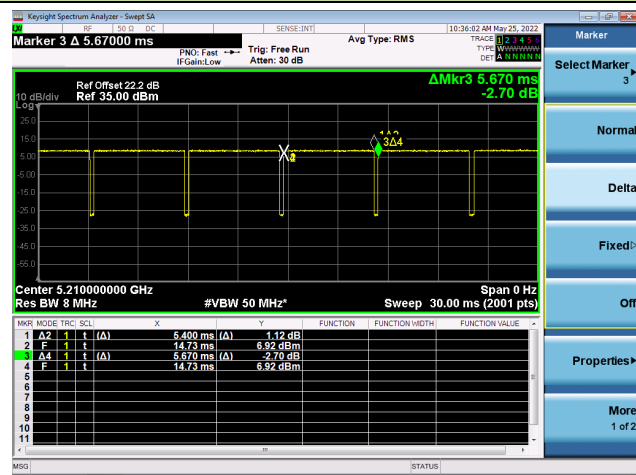 Keysight Spectrum Analyzer - Swept SA
RF 50 Ω DC SENSE:INT 10:36:02 AM May 25, 2022
Marker 3 Δ 5.67000 ms
PNO: Fast
IFGain:Low
Trig: Free Run
Atten: 30 dB
Avg Type: RMS
TRACE 1 2 3 4 5 6
TYPE WWWWWW
DET A N N N N N
Ref Offset 22.2 dB
Ref 35.00 dBm
10 dB/div
Log
ΔMkr3 5.670 ms
-2.70 dB
25.0
15.0
5.00
-5.00
-15.0
-25.0
-35.0
-45.0
-55.0
3Δ4
Center 5.210000000 GHz
Span 0 Hz
Res BW 8 MHz
#VBW 50 MHz*
Sweep 30.00 ms (2001 pts)
MKR MODE TRC SCL X Y FUNCTION FUNCTION WIDTH FUNCTION VALUE
1 Δ2 1 t (Δ) 5.400 ms (Δ) 1.12 dB
2 F 1 t 14.73 ms 6.92 dBm
3 Δ4 1 t (Δ) 5.670 ms (Δ) -2.70 dB
4 F 1 t 14.73 ms 6.92 dBm
5
6
7
8
9
10
11
MSG STATUS
Marker
Select Marker
3
Normal
Delta
Fixed
Off
Properties
More
1 of 2